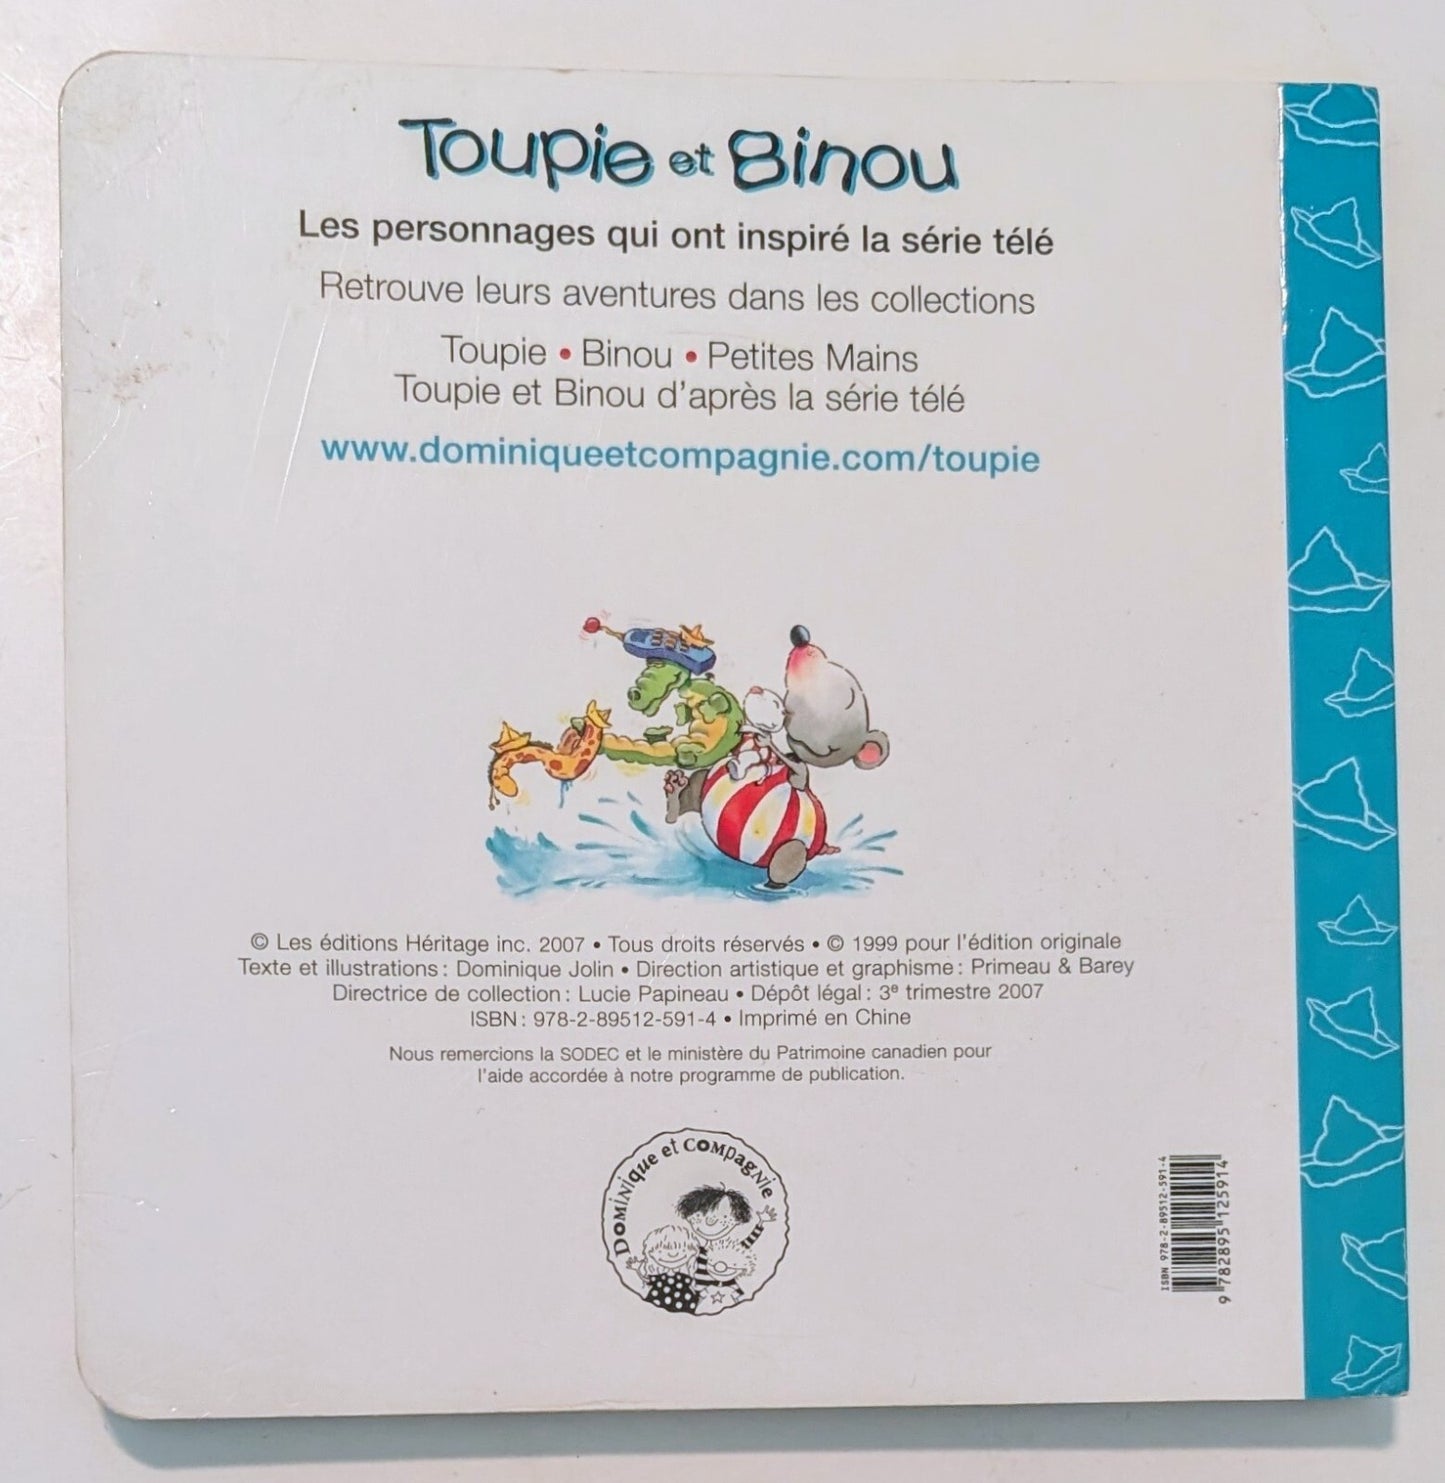 Toupie et Binou
Les personnages qui ont inspiré la série télé
Retrouve leurs aventures dans les collections
Toupie • Binou • Petites Mains
Toupie et Binou d'après la série télé
www.dominiqueetcompagnie.com/toupie
© Les éditions Héritage inc. 2007 • Tous droits réservés • © 1999 pour l'édition originale
Texte et illustrations : Dominique Jolin • Direction artistique et graphisme : Primeau & Barey
Directrice de collection : Lucie Papineau • Dépôt légal : 3e trimestre 2007
ISBN : 978-2-89512-591-4 • Imprimé en Chine
Nous remercions la SODEC et le ministère du Patrimoine canadien pour
l'aide accordée à notre programme de publication.
Dominique et Compagnie
ISBN 978-2-89512-591-4
9 782895 125914